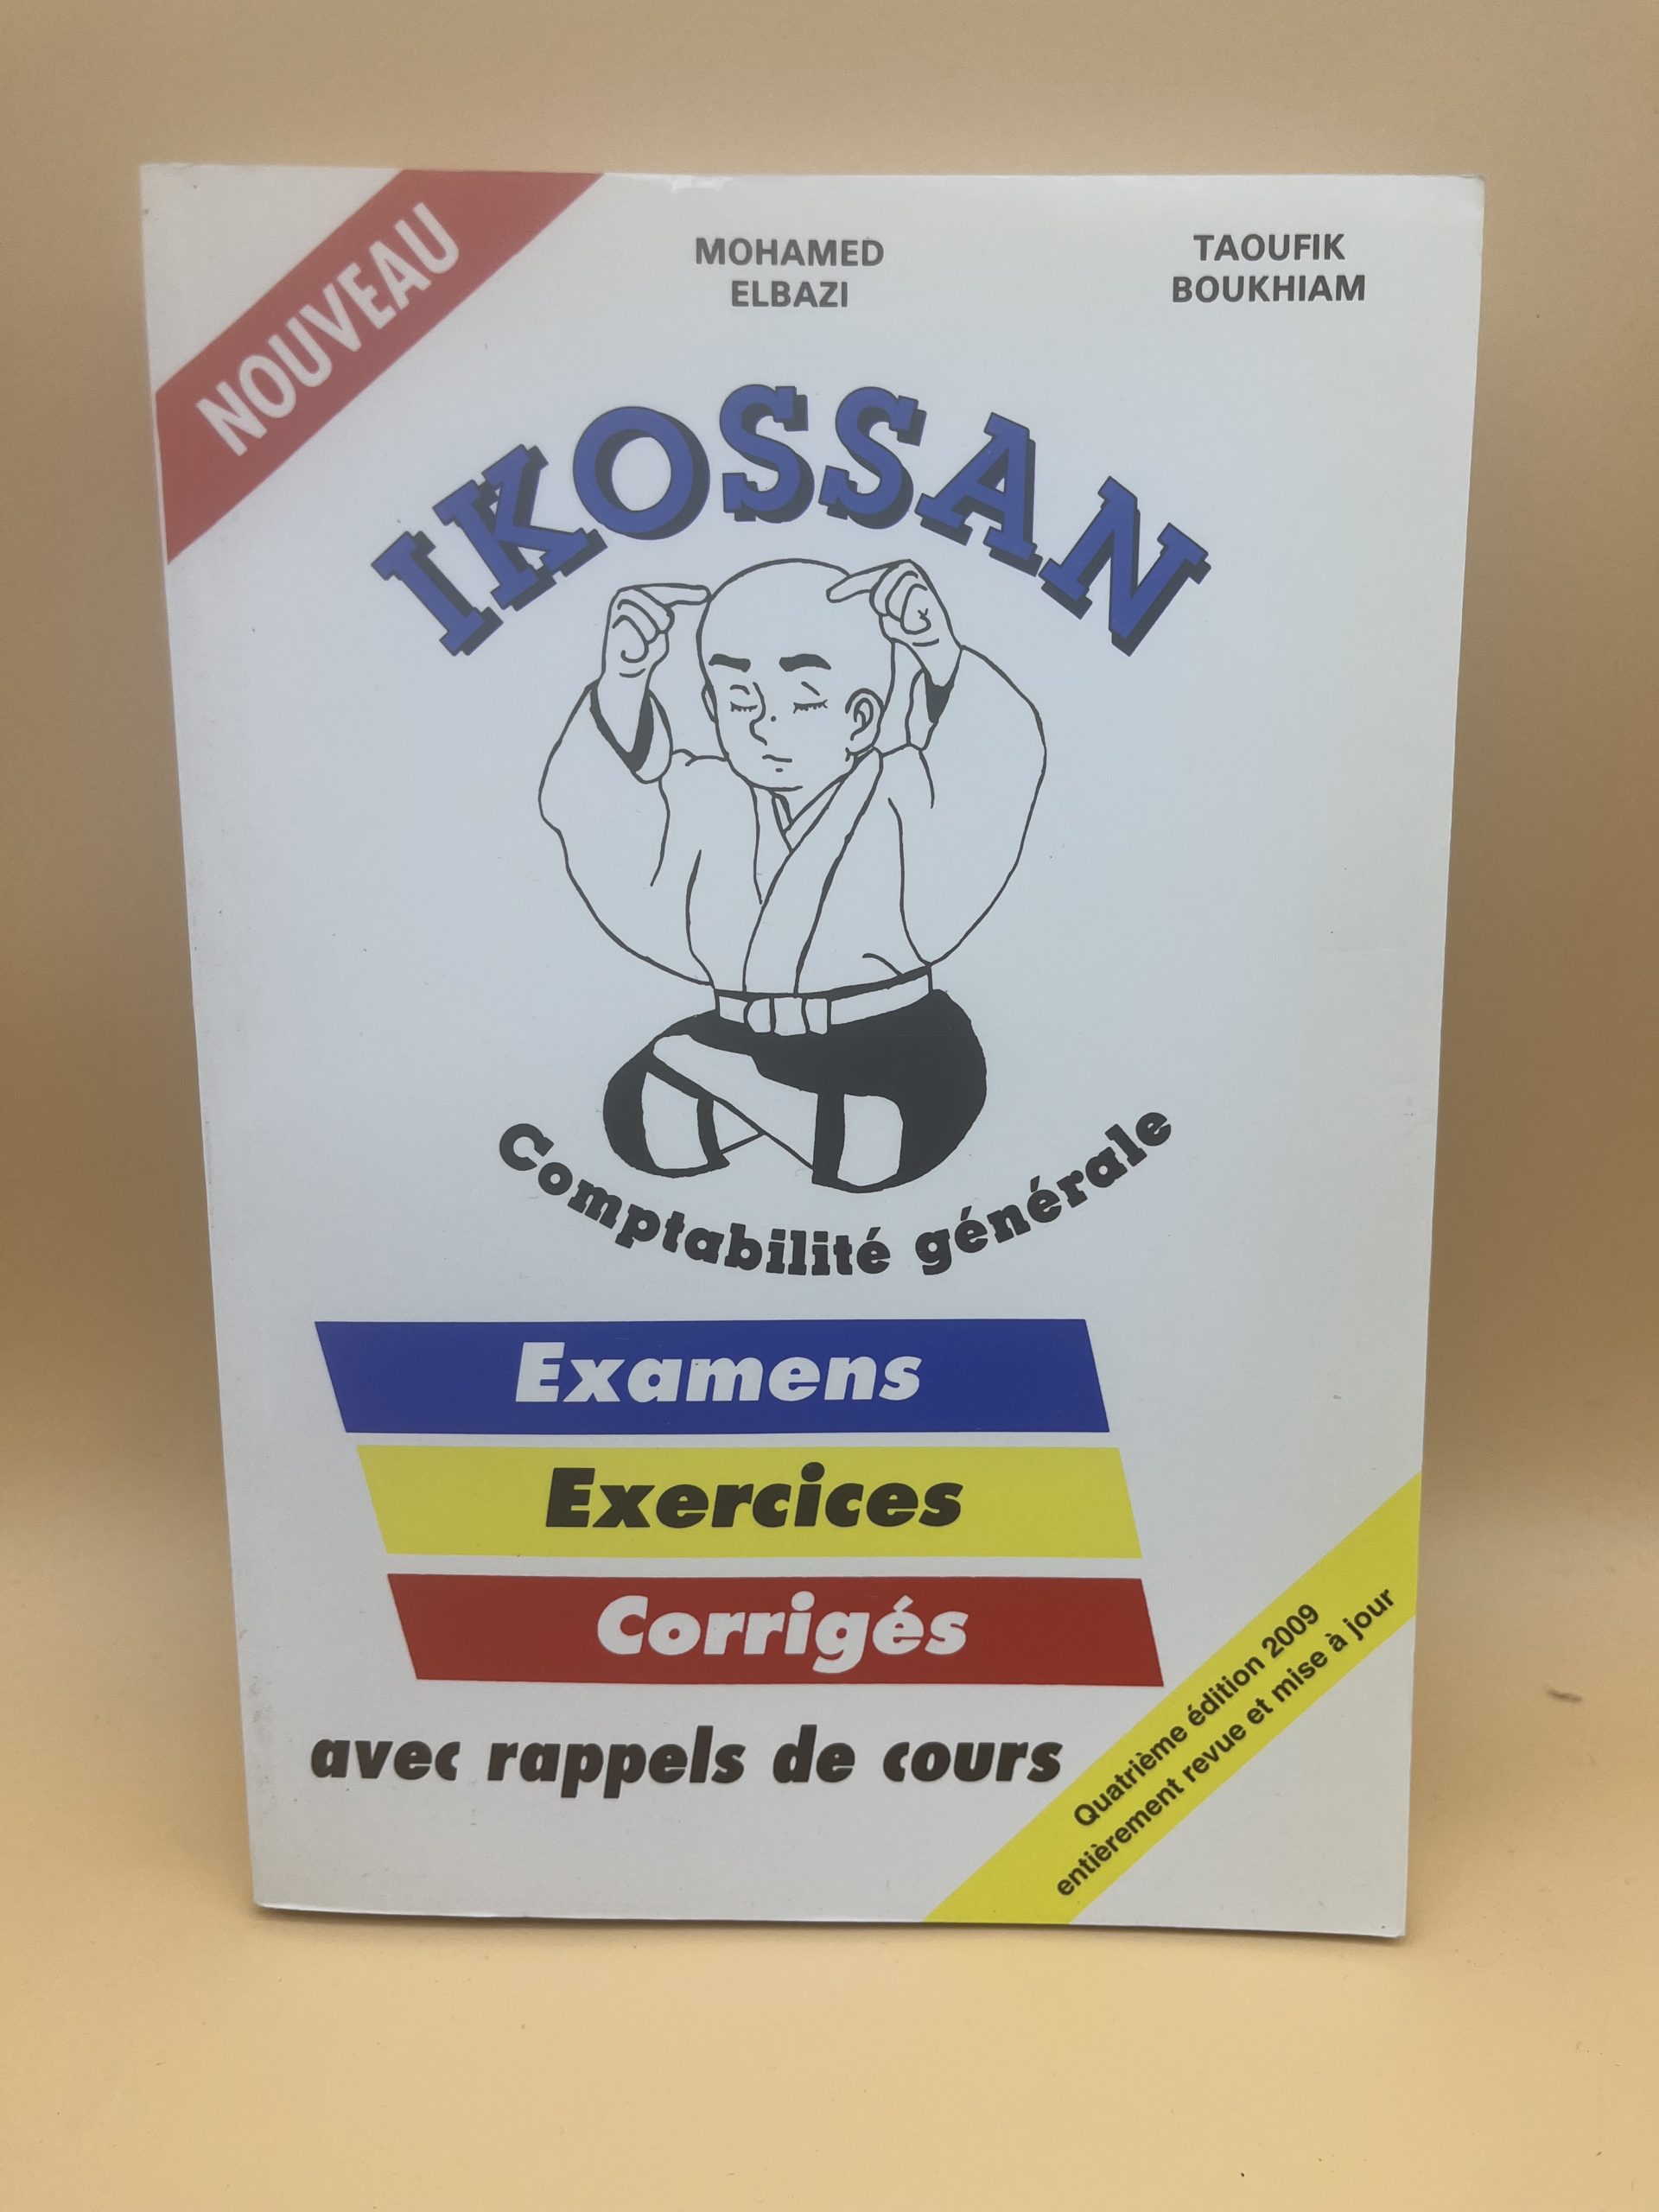 NOUVEAU
MOHAMED
ELBAZI
TAOUFIK
BOUKHIAM
IKOSSAN
Comptabilité générale
Examens
Exercices
Corrigés
avec rappels de cours
Quatrième édition 2009
entièrement revue et mise à jour